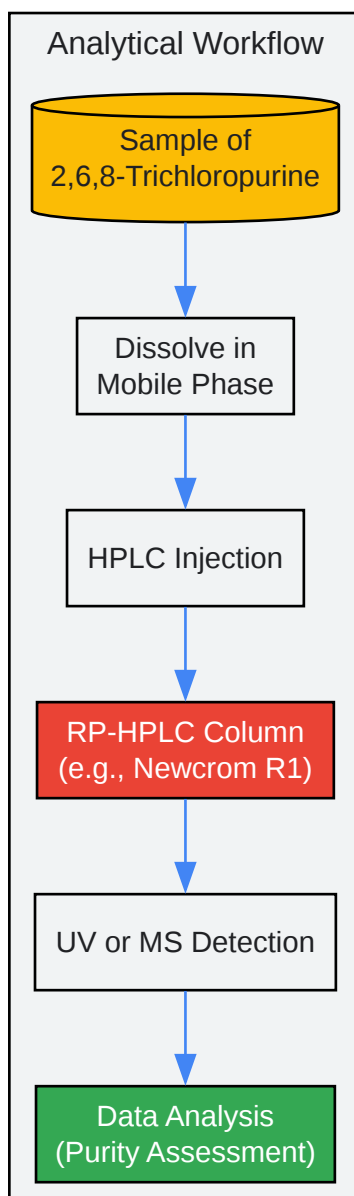 Analytical Workflow
Sample of
2,6,8-Trichloropurine
Dissolve in
Mobile Phase
HPLC Injection
RP-HPLC Column
(e.g., Newcrom R1)
UV or MS Detection
Data Analysis
(Purity Assessment)